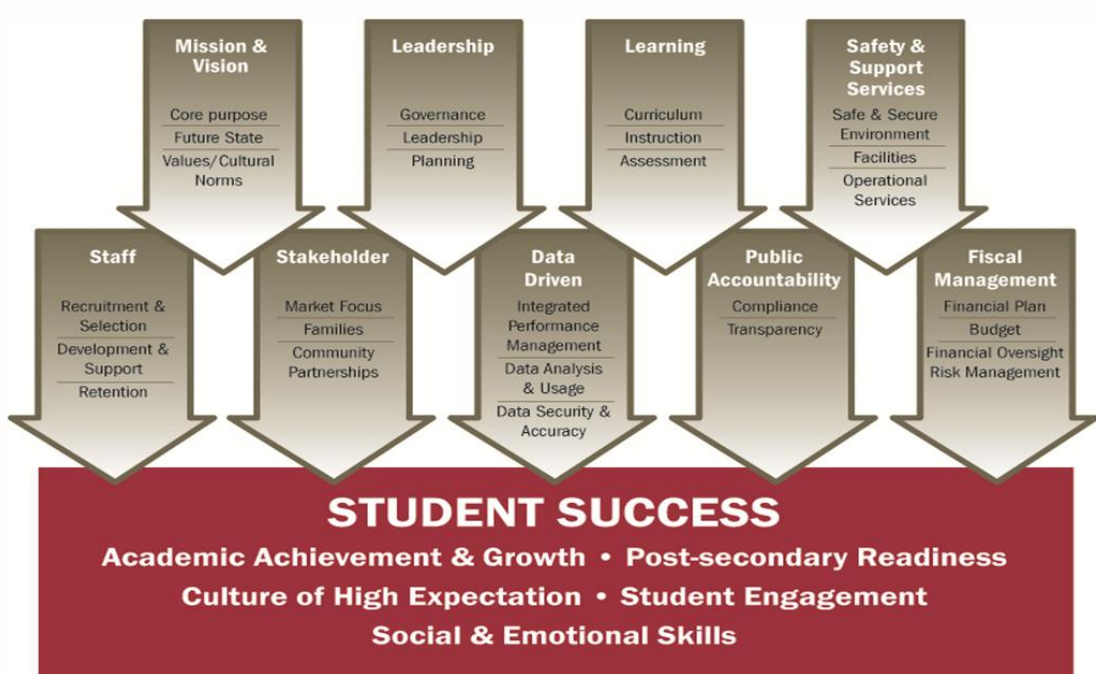 Mission &
Vision
Core purpose
Future State
Values/Cultural
Norms
Leadership
Governance
Leadership
Planning
Learning
Curriculum
Instruction
Assessment
Safety &
Support
Services
Safe & Secure
Environment
Facilities
Operational
Services
Staff
Recruitment &
Selection
Development &
Support
Retention
Stakeholder
Market Focus
Families
Community
Partnerships
Data
Driven
Integrated
Performance
Management
Data Analysis
& Usage
Data Security &
Accuracy
Public
Accountability
Compliance
Transparency
Fiscal
Management
Financial Plan
Budget
Financial Oversight
Risk Management
STUDENT SUCCESS
Academic Achievement & Growth • Post-secondary Readiness
Culture of High Expectation • Student Engagement
Social & Emotional Skills